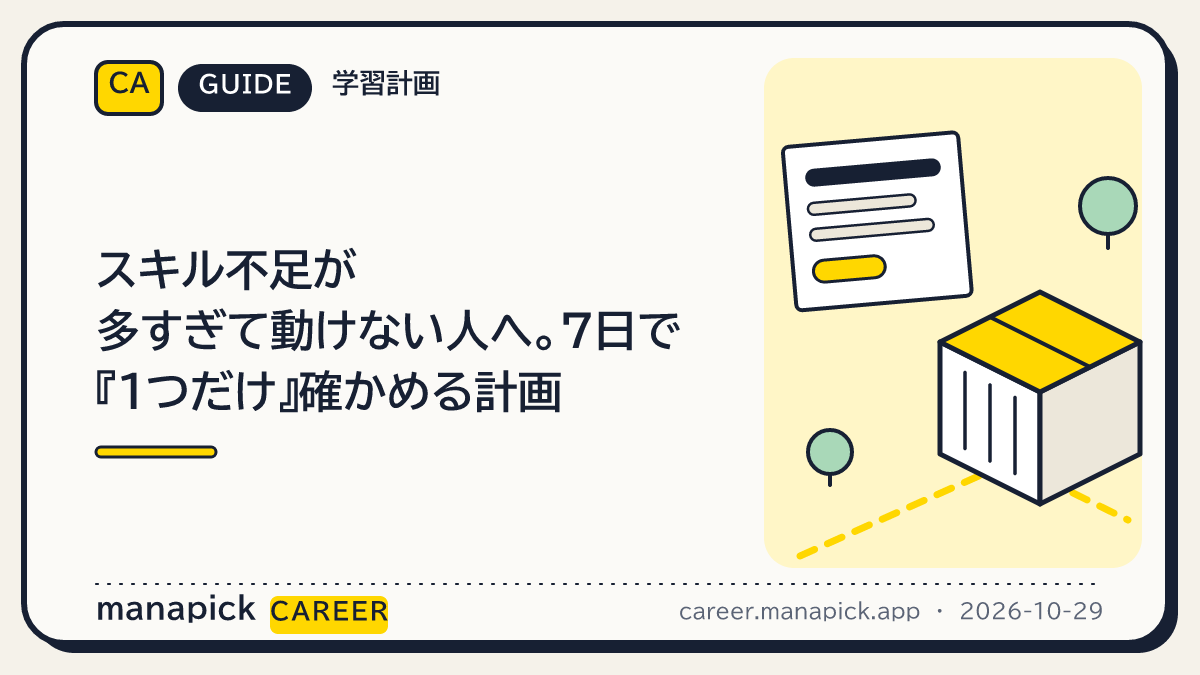 CA
GUIDE
学習計画
スキル不足が
多すぎて動けない人へ。7日で
『1つだけ』確かめる計画
manapick CAREER
career.manapick.app ・ 2026-10-29